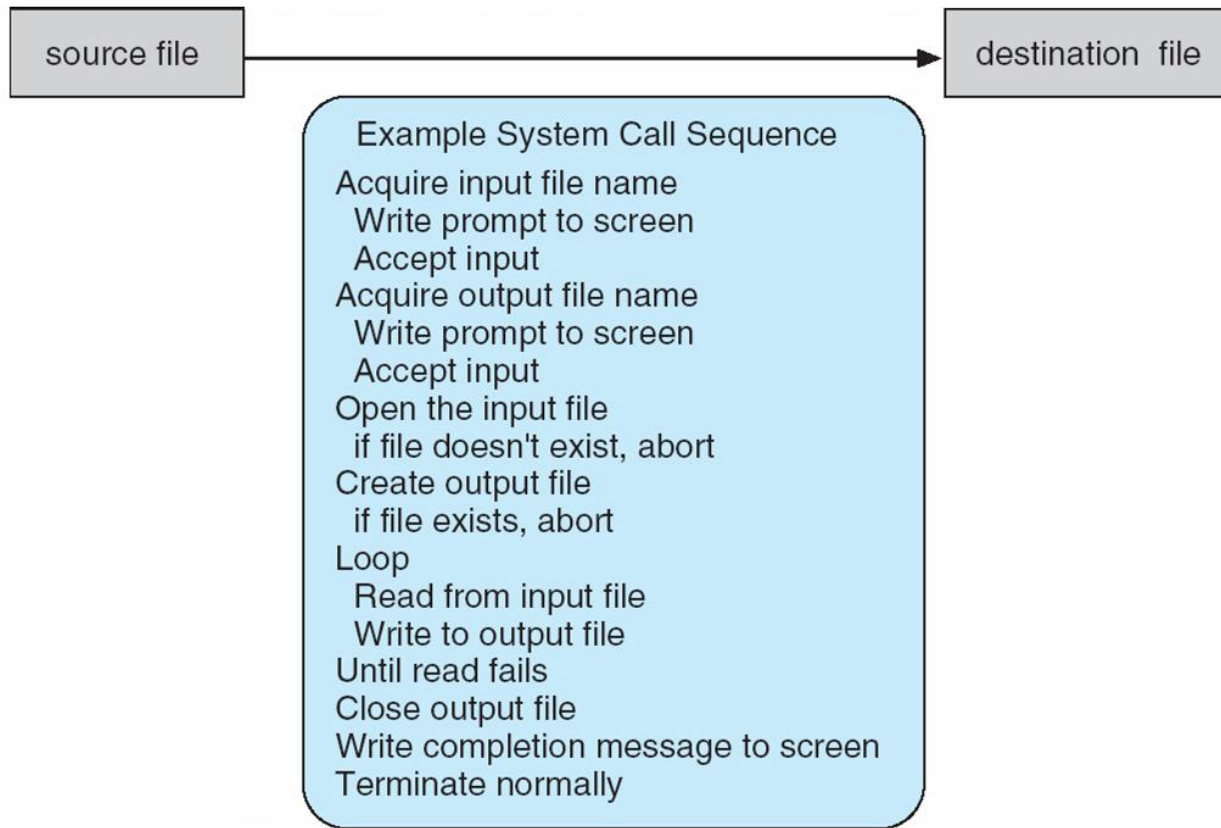 source file
destination file
Example System Call Sequence
Acquire input file name
Write prompt to screen
Accept input
Acquire output file name
Write prompt to screen
Accept input
Open the input file
if file doesn't exist, abort
Create output file
if file exists, abort
Loop
Read from input file
Write to output file
Until read fails
Close output file
Write completion message to screen
Terminate normally